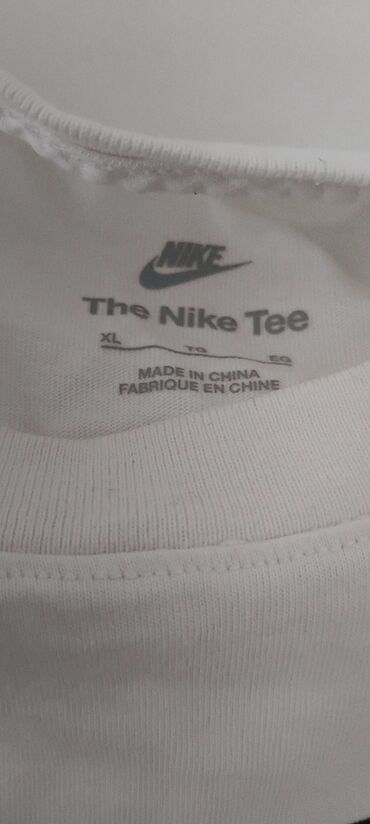 NIKE
The Nike Tee
XL TG EG
MADE IN CHINA
FABRIQUE EN CHINE